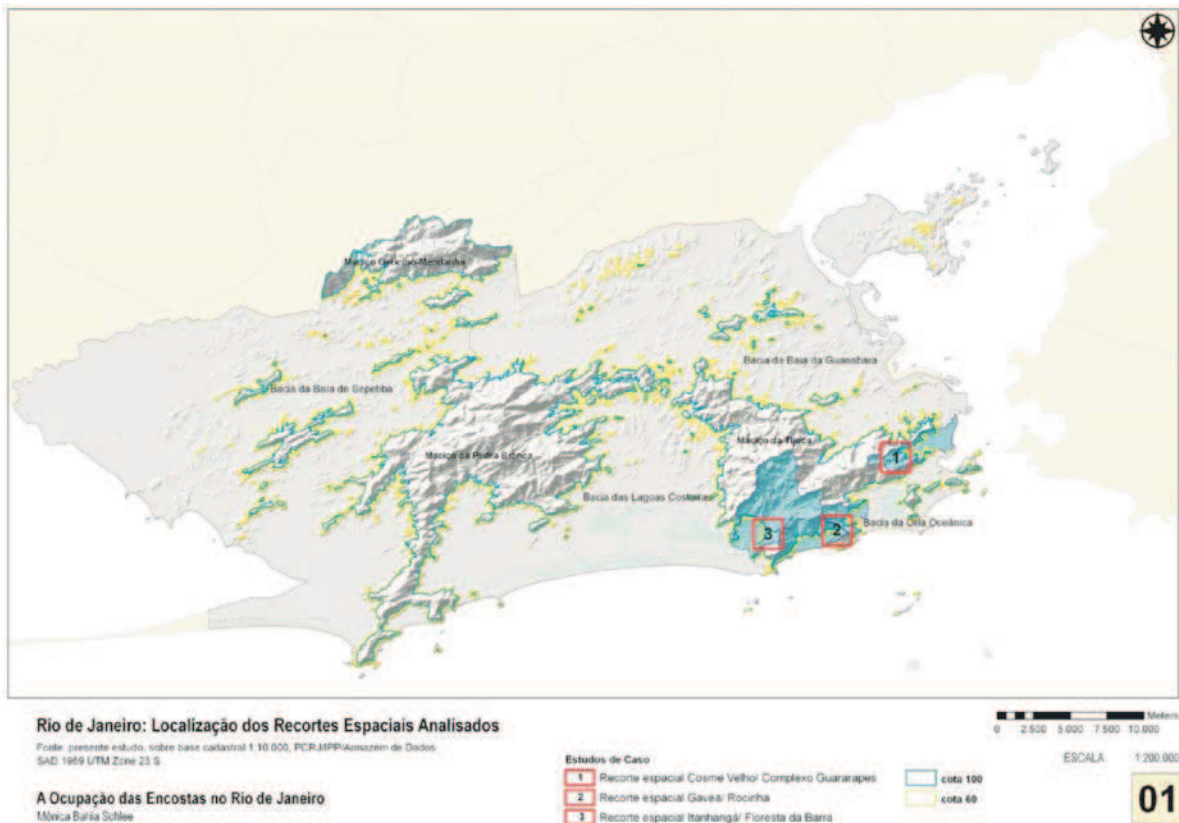 Maciço Gericinó-Mendanha
Bacia da Baia da Guanabara
Bacia da Baia de Sepetiba
Maciço da Tijuca
Maciço da Pedra Branca
1
Bacia das Lagoas Costeiras
Bacia da Orla Oceânica
3
2
Rio de Janeiro: Localização dos Recortes Espaciais Analisados
Fonte: presente estudo, sobre base cadastral 1:10.000, PCRJ/IPP/Armazem de Dados
SAD 1969 UTM Zone 23 S
A Ocupação das Encostas no Rio de Janeiro
Mônica Bahia Schlee
Estudos de Caso
1 Recorte espacial Cosme Velho/ Complexo Guararapes
2 Recorte espacial Gavea/ Rocinha
3 Recorte espacial Itanhangá/ Floresta da Barra
cota 100
cota 60
Meters
0 2.500 5.000 7.500 10.000
ESCALA 1:200.000
01